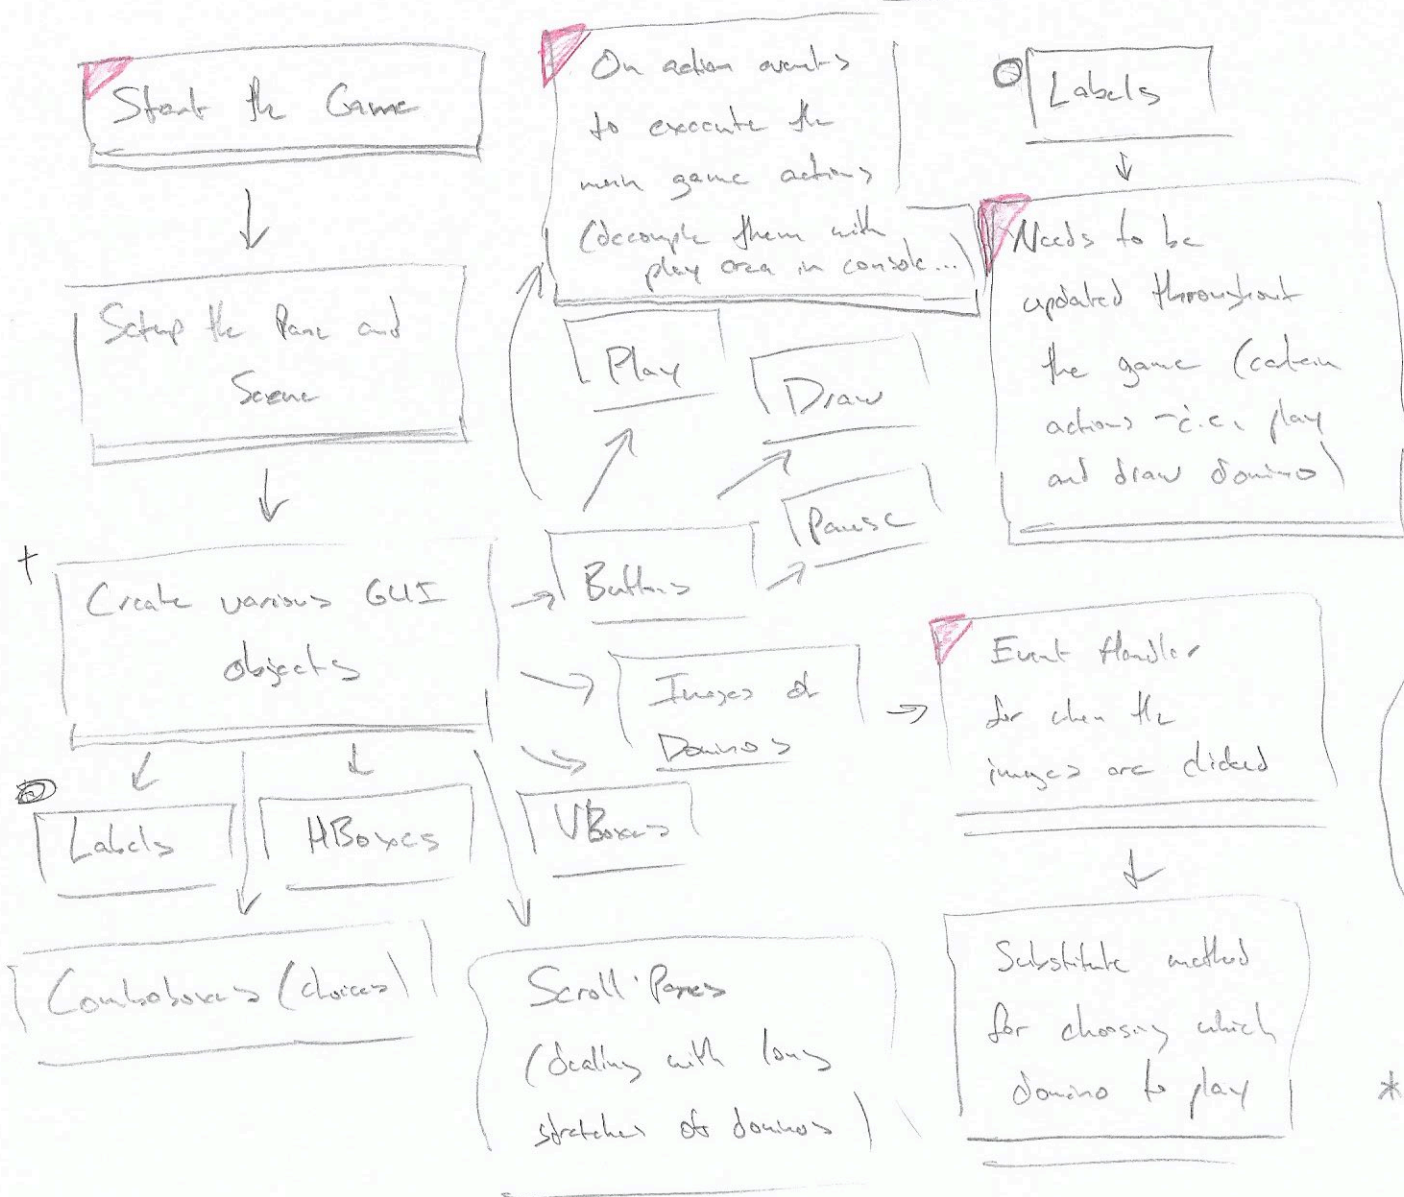 Start the Game
Setup the Pane and
Scene
†
Create various GUI
objects
Labels
HBoxes
VBoxes
Comboboxes (choices)
Scroll Panes
(dealing with long
stretches of dominos)
Buttons
Play
Draw
Pause
On action events
to execute the
main game actions
(decouple them with
play area in console...)
Images of
Dominos
Event Handler
for when the
images are clicked
Substitute method
for choosing which
domino to play
*
Labels
Needs to be
updated throughout
the game (certain
actions - i.e., play
and draw domino)